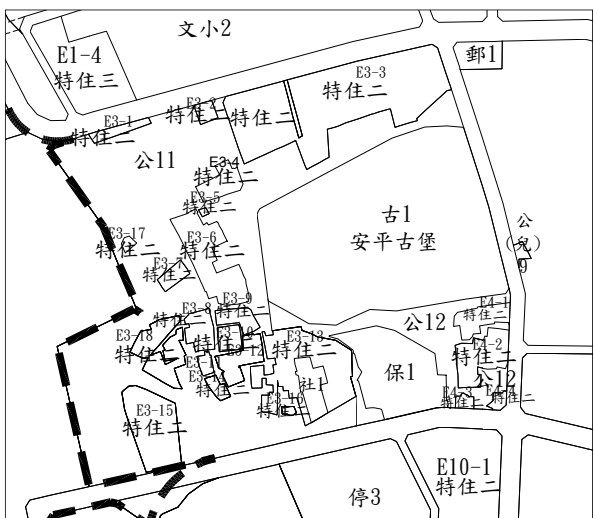 文小2
郵1
E1-4
特住三
E3-3
特住二
E3-2
特住二
特住二
E3-1
特住二
公11
E3-4
特住二
E3-5
特住二
古1
安平古堡
公
(兒)
9
E3-17
特住二
E3-6
特住二
E3-7
特住二
E3-9
特住二
E3-8
特住二
E4-1
特住二
公12
E3-18
特住二
特住二
E3-12
E3-13
特住二
E4-2
特住二
保1
公12
社1
特住二
E3-16
特住二
E4-3
特住二
E4-4
特住二
E3-15
特住二
E10-1
特住二
停3